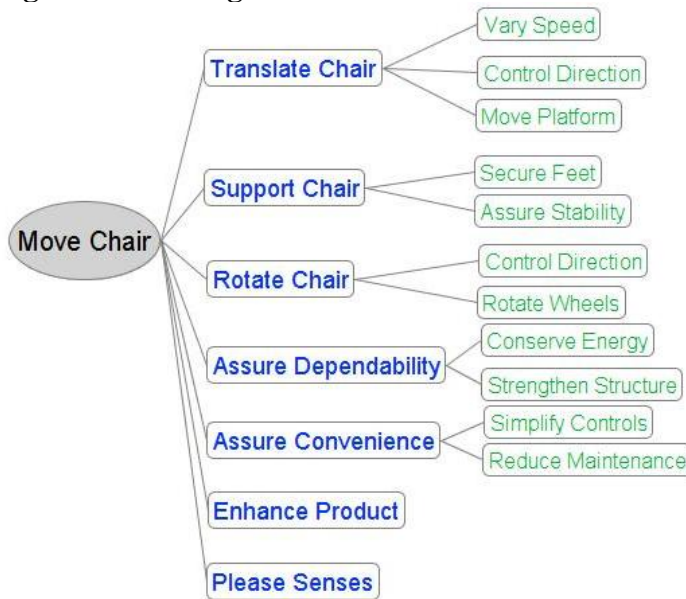 Move Chair
Translate Chair
Vary Speed
Control Direction
Move Platform
Support Chair
Secure Feet
Assure Stability
Rotate Chair
Control Direction
Rotate Wheels
Assure Dependability
Conserve Energy
Strengthen Structure
Assure Convenience
Simplify Controls
Reduce Maintenance
Enhance Product
Please Senses